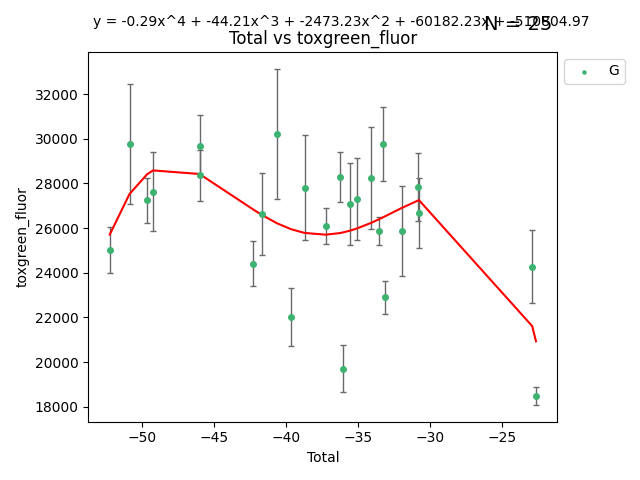 y = -0.29x^4 + -44.21x^3 + -2473.23x^2 + -60182.23x + 
N = 25
Total vs toxgreen_fluor
G
32000
30000
28000
26000
24000
22000
20000
18000
toxgreen_fluor
−50
−45
−40
−35
−30
−25
Total